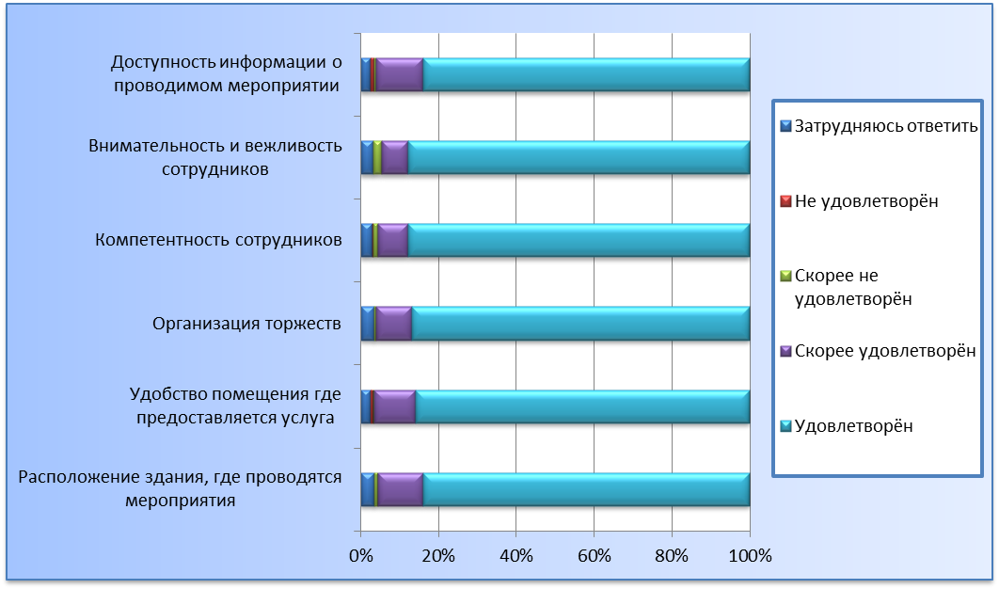 Доступность информации о
проводимом мероприятии
Внимательность и вежливость
сотрудников
Компетентность сотрудников
Организация торжеств
Удобство помещения где
предоставляется услуга
Расположение здания, где проводятся
мероприятия
0%
20%
40%
60%
80%
100%
Затрудняюсь ответить
Не удовлетворён
Скорее не
удовлетворён
Скорее удовлетворён
Удовлетворён